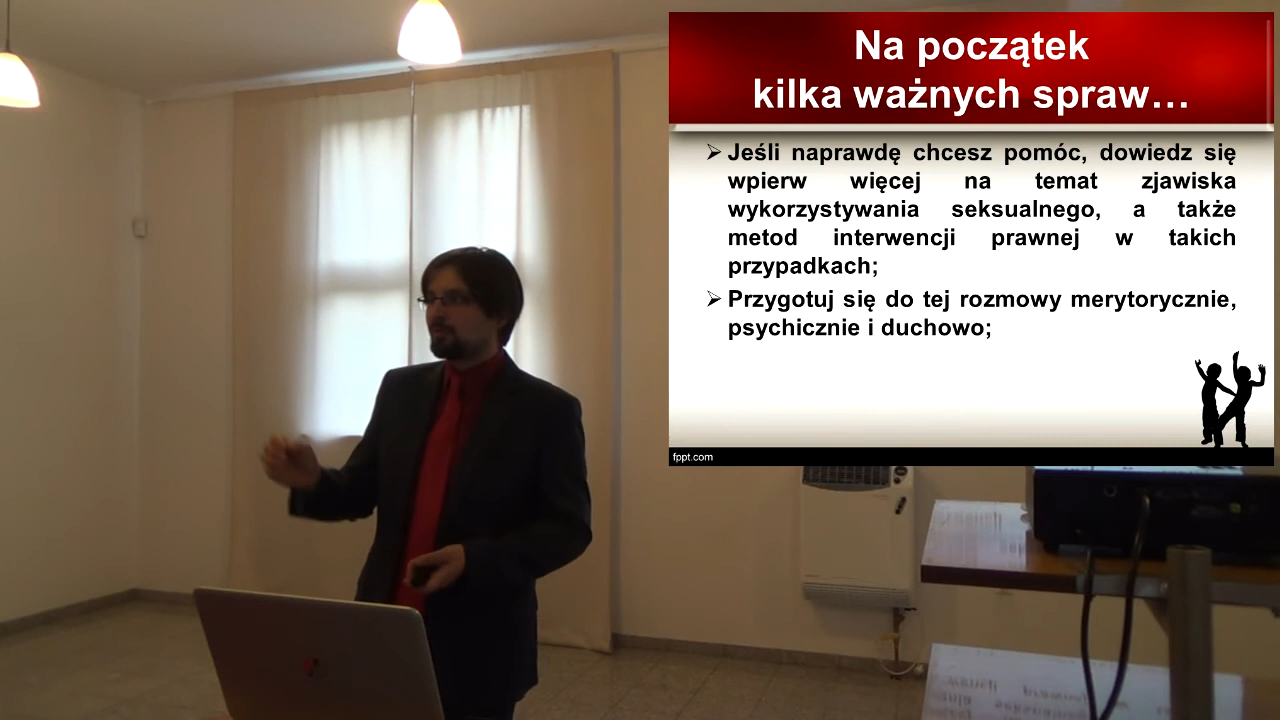 Na początek
kilka ważnych spraw…
Jeśli naprawdę chcesz pomóc, dowiedz się
wpierw więcej na temat zjawiska
wykorzystywania seksualnego, a także
metod interwencji prawnej w takich
przypadkach;
Przygotuj się do tej rozmowy merytorycznie,
psychicznie i duchowo;
fppt.com